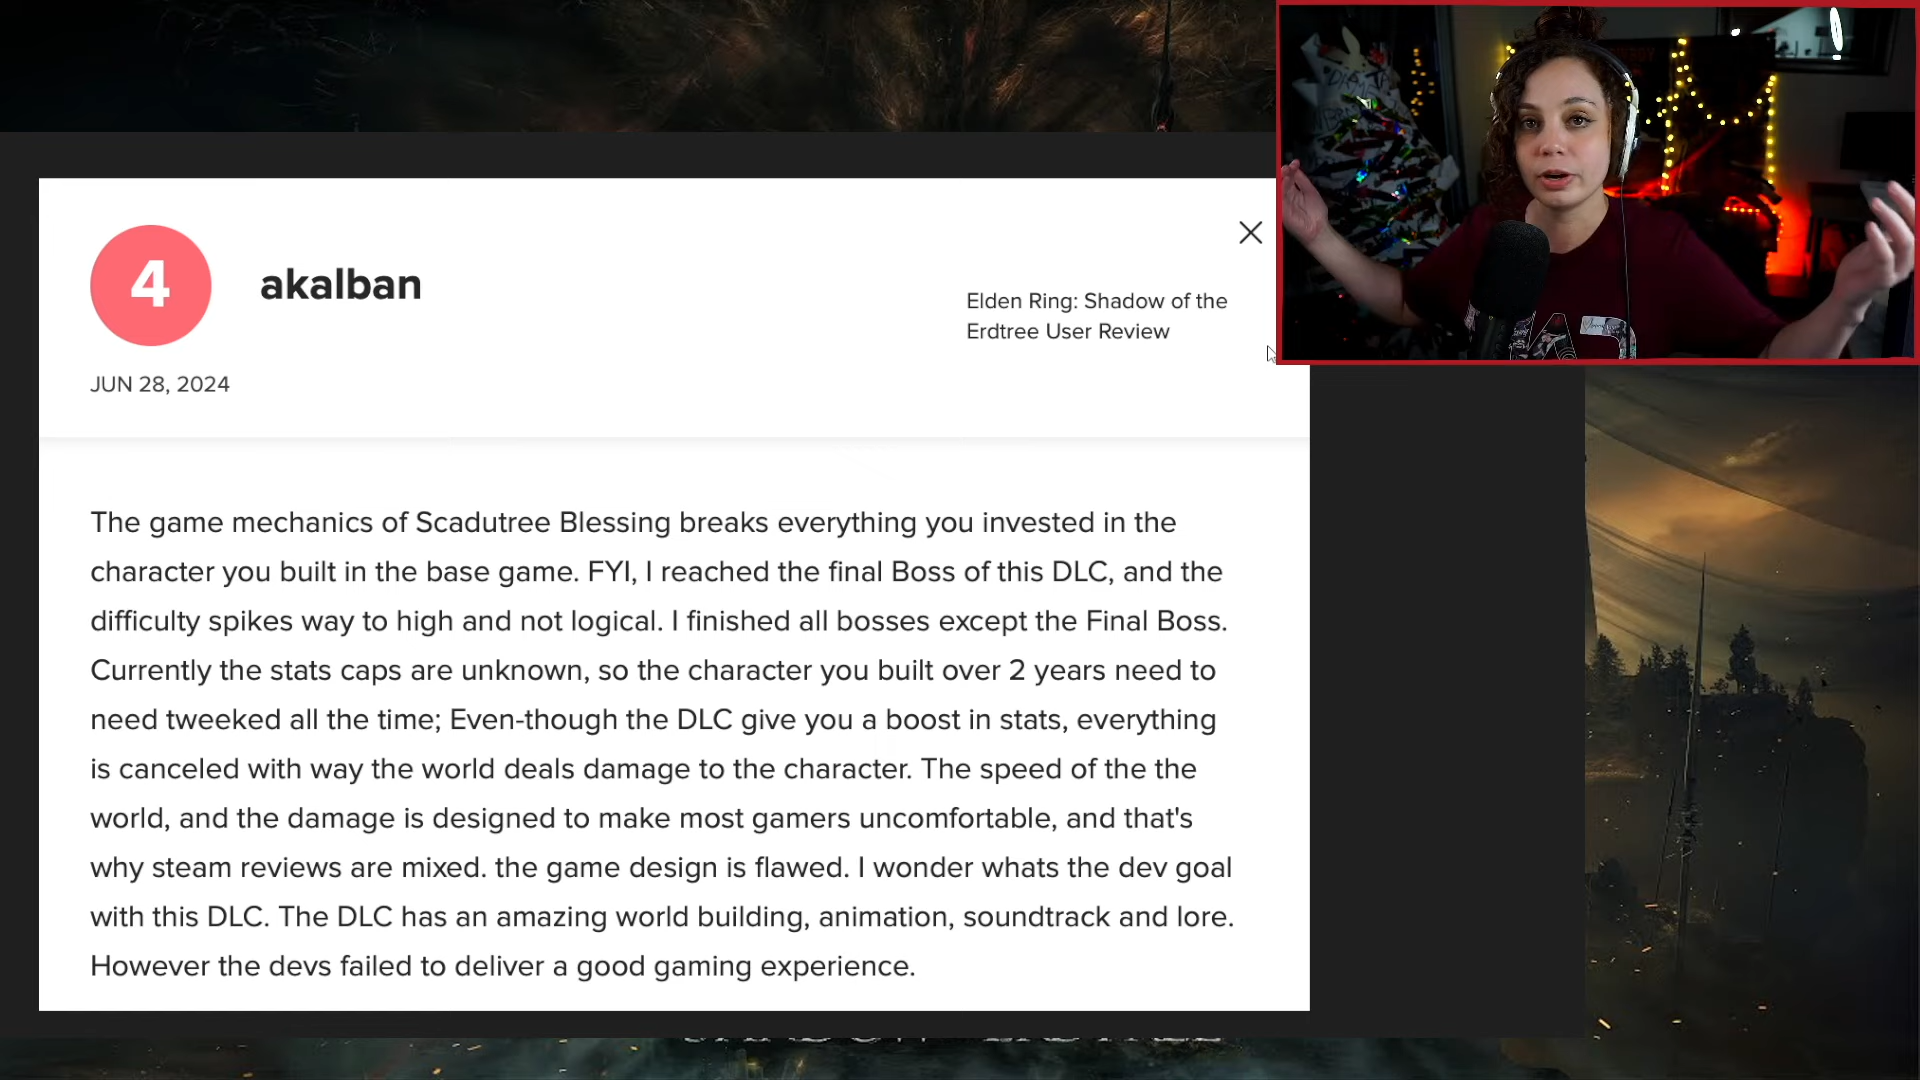 4
akalban
Elden Ring: Shadow of the
Erdtree User Review
JUN 28, 2024
The game mechanics of Scadutree Blessing breaks everything you invested in the
character you built in the base game. FYI, I reached the final Boss of this DLC, and the
difficulty spikes way to high and not logical. I finished all bosses except the Final Boss.
Currently the stats caps are unknown, so the character you built over 2 years need to
need tweeked all the time; Even-though the DLC give you a boost in stats, everything
is canceled with way the world deals damage to the character. The speed of the the
world, and the damage is designed to make most gamers uncomfortable, and that's
why steam reviews are mixed. the game design is flawed. I wonder whats the dev goal
with this DLC. The DLC has an amazing world building, animation, soundtrack and lore.
However the devs failed to deliver a good gaming experience.